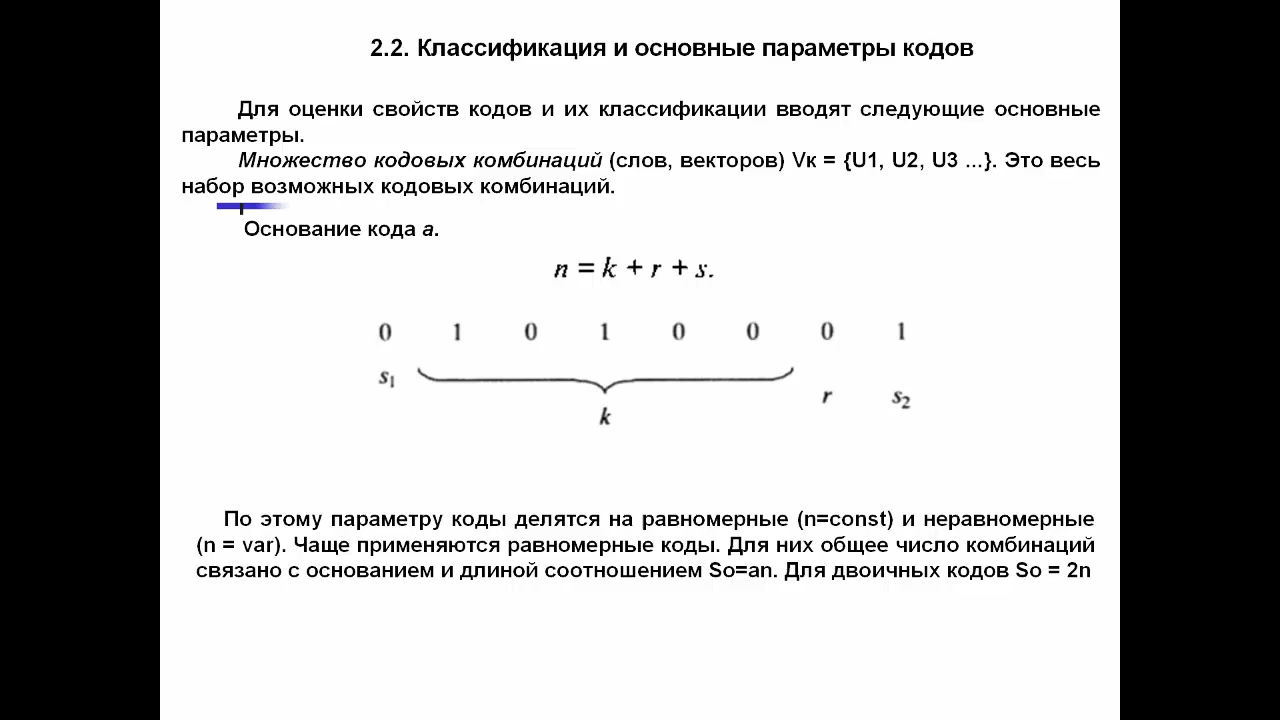 2.2. Классификация и основные параметры кодов
Для оценки свойств кодов и их классификации вводят следующие основные
параметры.
Множество кодовых комбинаций (слов, векторов) Vк = {U1, U2, U3 ...}. Это весь
набор возможных кодовых комбинаций.
Основание кода а.
n = k + r + s.
0 1 0 1 0 0 0 1
s₁ k r s₂
По этому параметру коды делятся на равномерные (n=const) и неравномерные
(n = var). Чаще применяются равномерные коды. Для них общее число комбинаций
связано с основанием и длиной соотношением So=an. Для двоичных кодов So = 2n